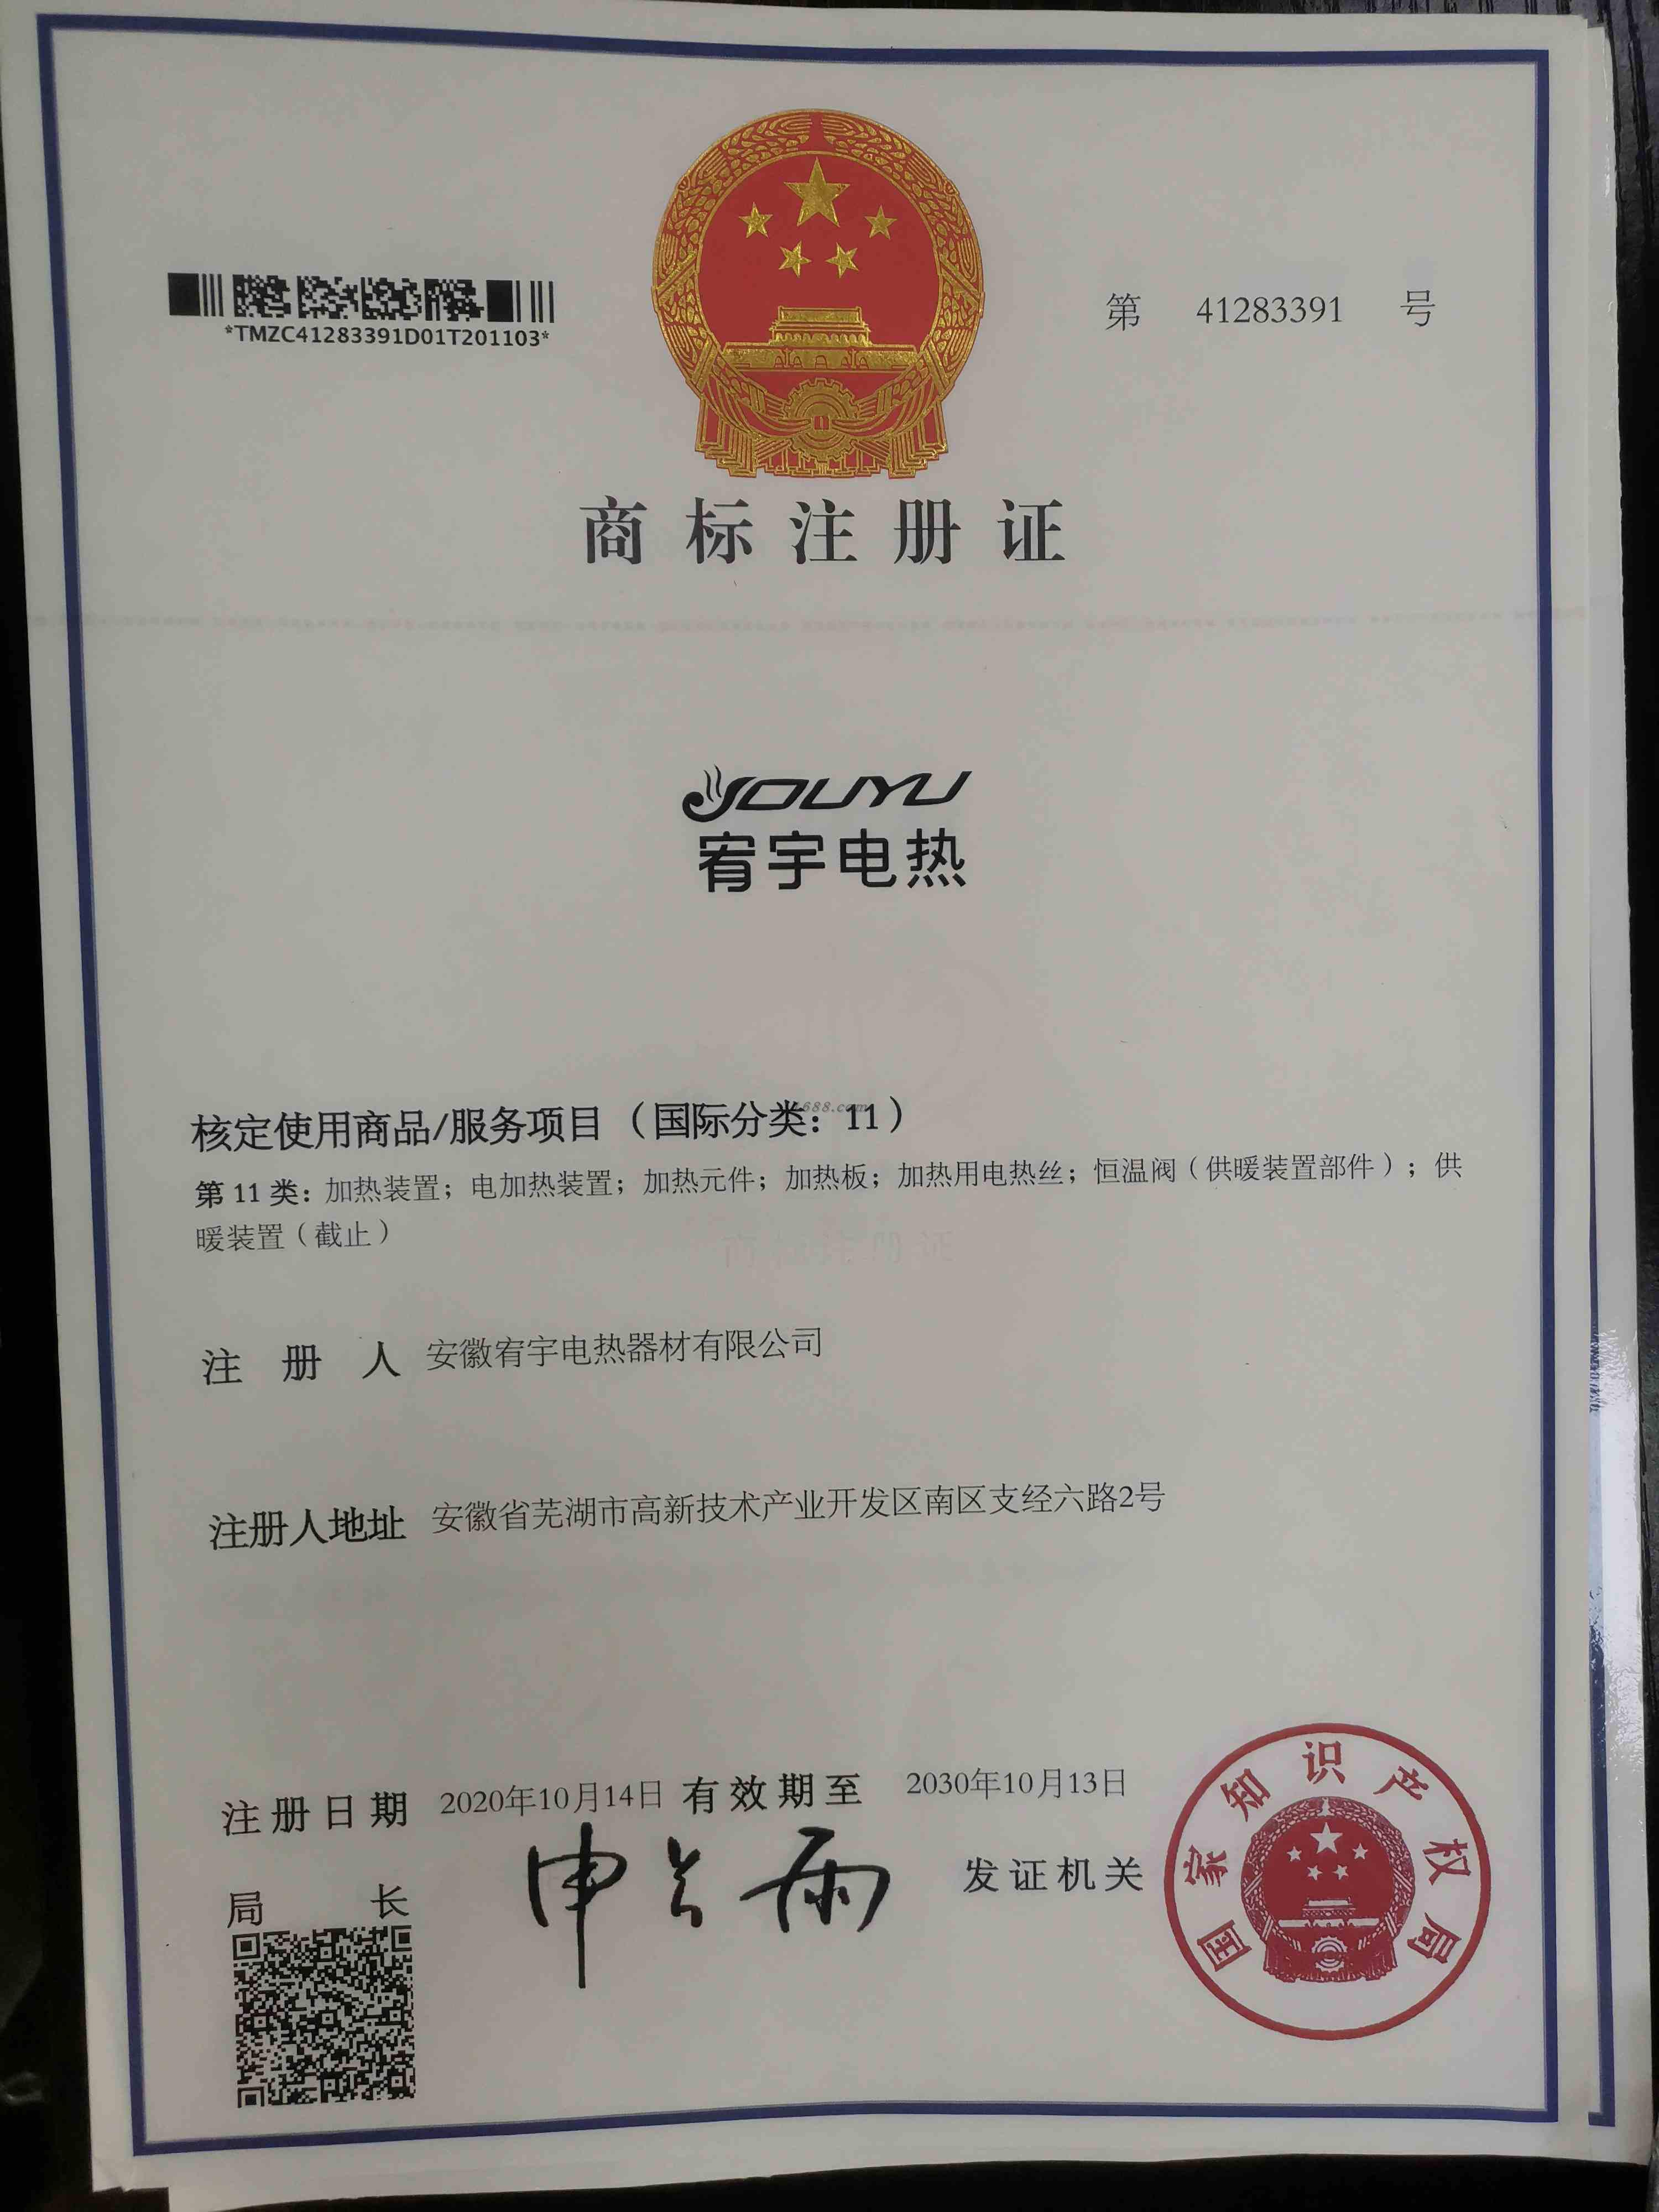 *TMZC41283391D01T201103*
第 41283391 号
商标注册证
YOUYU
宥宇电热
核定使用商品/服务项目（国际分类：11）
第 11 类：加热装置；电加热装置；加热元件；加热板；加热用电热丝；恒温阀（供暖装置部件）；供
暖装置（截止）
注册人 安徽宥宇电热器材有限公司
注册人地址 安徽省芜湖市高新技术产业开发区南区支经六路2号
注册日期 2020年10月14日 有效期至 2030年10月13日
局长 申长雨 发证机关
国家知识产权局